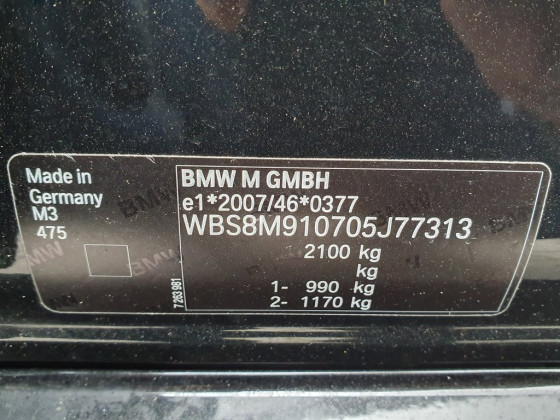 Made in
Germany
M3
475
BMW M GMBH
e1*2007/46*0377
WBS8M910705J77313
2100 kg
kg
1- 990 kg
2- 1170 kg
7 283 981